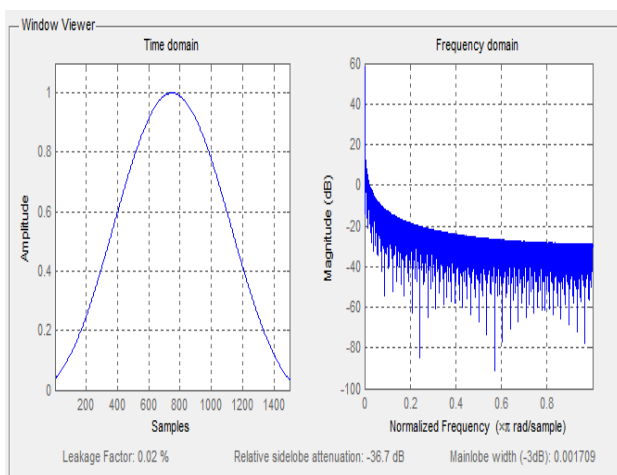 Window Viewer
Time domain
Frequency domain
1
0.8
0.6
0.4
0.2
0
Amplitude
200 400 600 800 1000 1200 1400
Samples
60
40
20
0
-20
-40
-60
-80
-100
Magnitude (dB)
0 0.2 0.4 0.6 0.8
Normalized Frequency (×π rad/sample)
Leakage Factor: 0.02 % Relative sidelobe attenuation: -36.7 dB Mainlobe width (-3dB): 0.001709